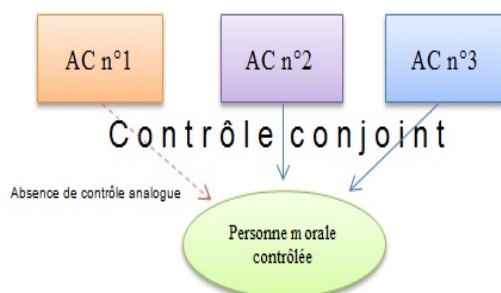 AC n°1
AC n°2
AC n°3
Contrôle conjoint
Absence de contrôle analogue
Personne morale
contrôlée